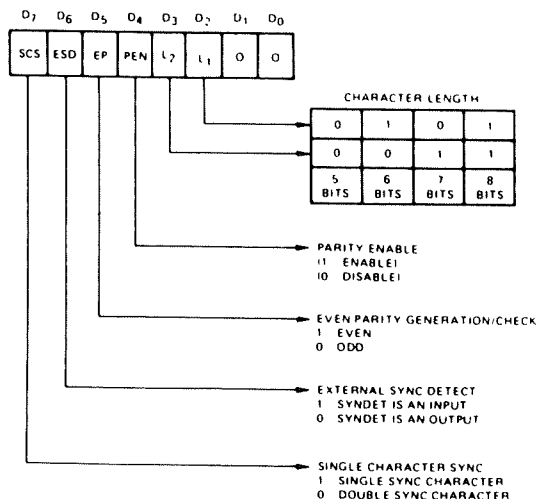 D7 D6 D5 D4 D3 D2 D1 D0
SCS ESD EP PEN L2 L1 0 0
CHARACTER LENGTH
0 1 0 1
0 0 1 1
5 6 7 8
BITS BITS BITS BITS
PARITY ENABLE
(1 ENABLE)
(0 DISABLE)
EVEN PARITY GENERATION/CHECK
1 EVEN
0 ODD
EXTERNAL SYNC DETECT
1 SYNDET IS AN INPUT
0 SYNDET IS AN OUTPUT
SINGLE CHARACTER SYNC
1 SINGLE SYNC CHARACTER
0 DOUBLE SYNC CHARACTER